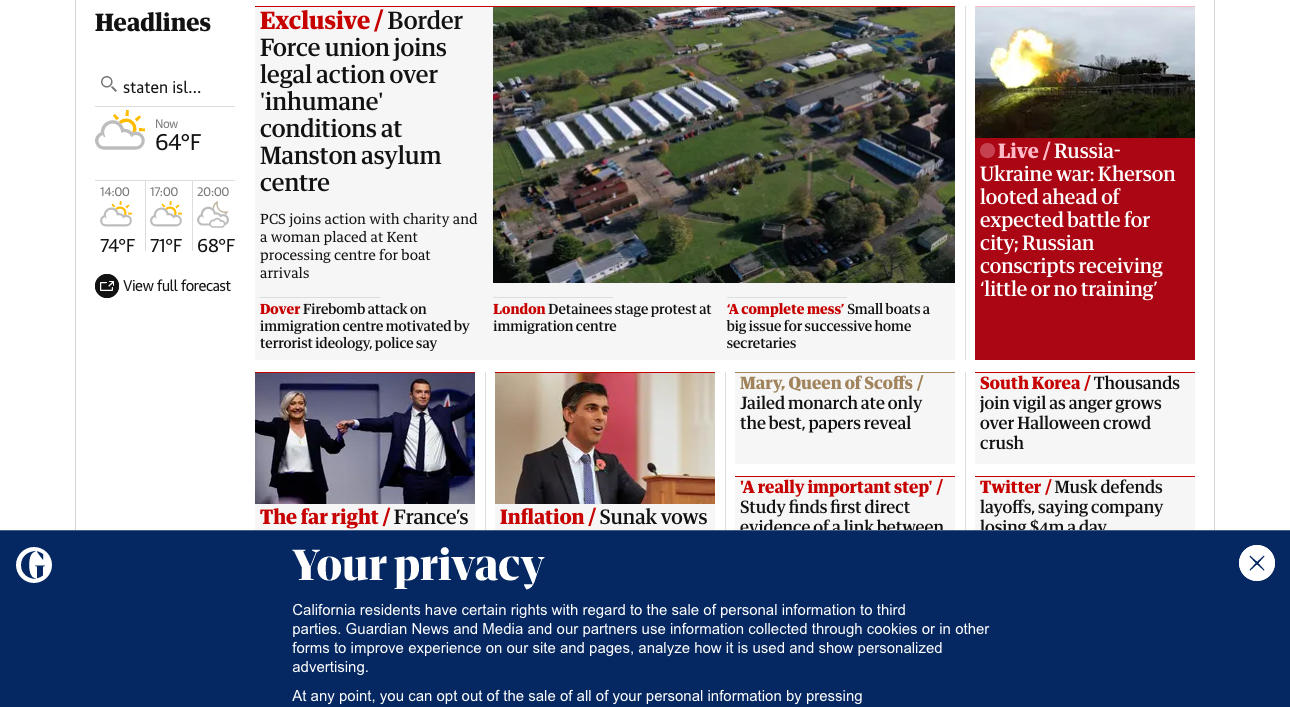 Headlines
staten isl...
Now
64°F
14:00
17:00
20:00
74°F
71°F
68°F
View full forecast
Exclusive / Border
Force union joins
legal action over
'inhumane'
conditions at
Manston asylum
centre
PCS joins action with charity and
a woman placed at Kent
processing centre for boat
arrivals
Dover Firebomb attack on
immigration centre motivated by
terrorist ideology, police say
London Detainees stage protest at
immigration centre
‘A complete mess’ Small boats a
big issue for successive home
secretaries
Live / Russia-
Ukraine war: Kherson
looted ahead of
expected battle for
city; Russian
conscripts receiving
‘little or no training’
The far right / France’s
Inflation / Sunak vows
Mary, Queen of Scoffs /
Jailed monarch ate only
the best, papers reveal
'A really important step' /
Study finds first direct
evidence of a link between
South Korea / Thousands
join vigil as anger grows
over Halloween crowd
crush
Twitter / Musk defends
layoffs, saying company
losing $4m a day
G
Your privacy
California residents have certain rights with regard to the sale of personal information to third
parties. Guardian News and Media and our partners use information collected through cookies or in other
forms to improve experience on our site and pages, analyze how it is used and show personalized
advertising.
At any point, you can opt out of the sale of all of your personal information by pressing